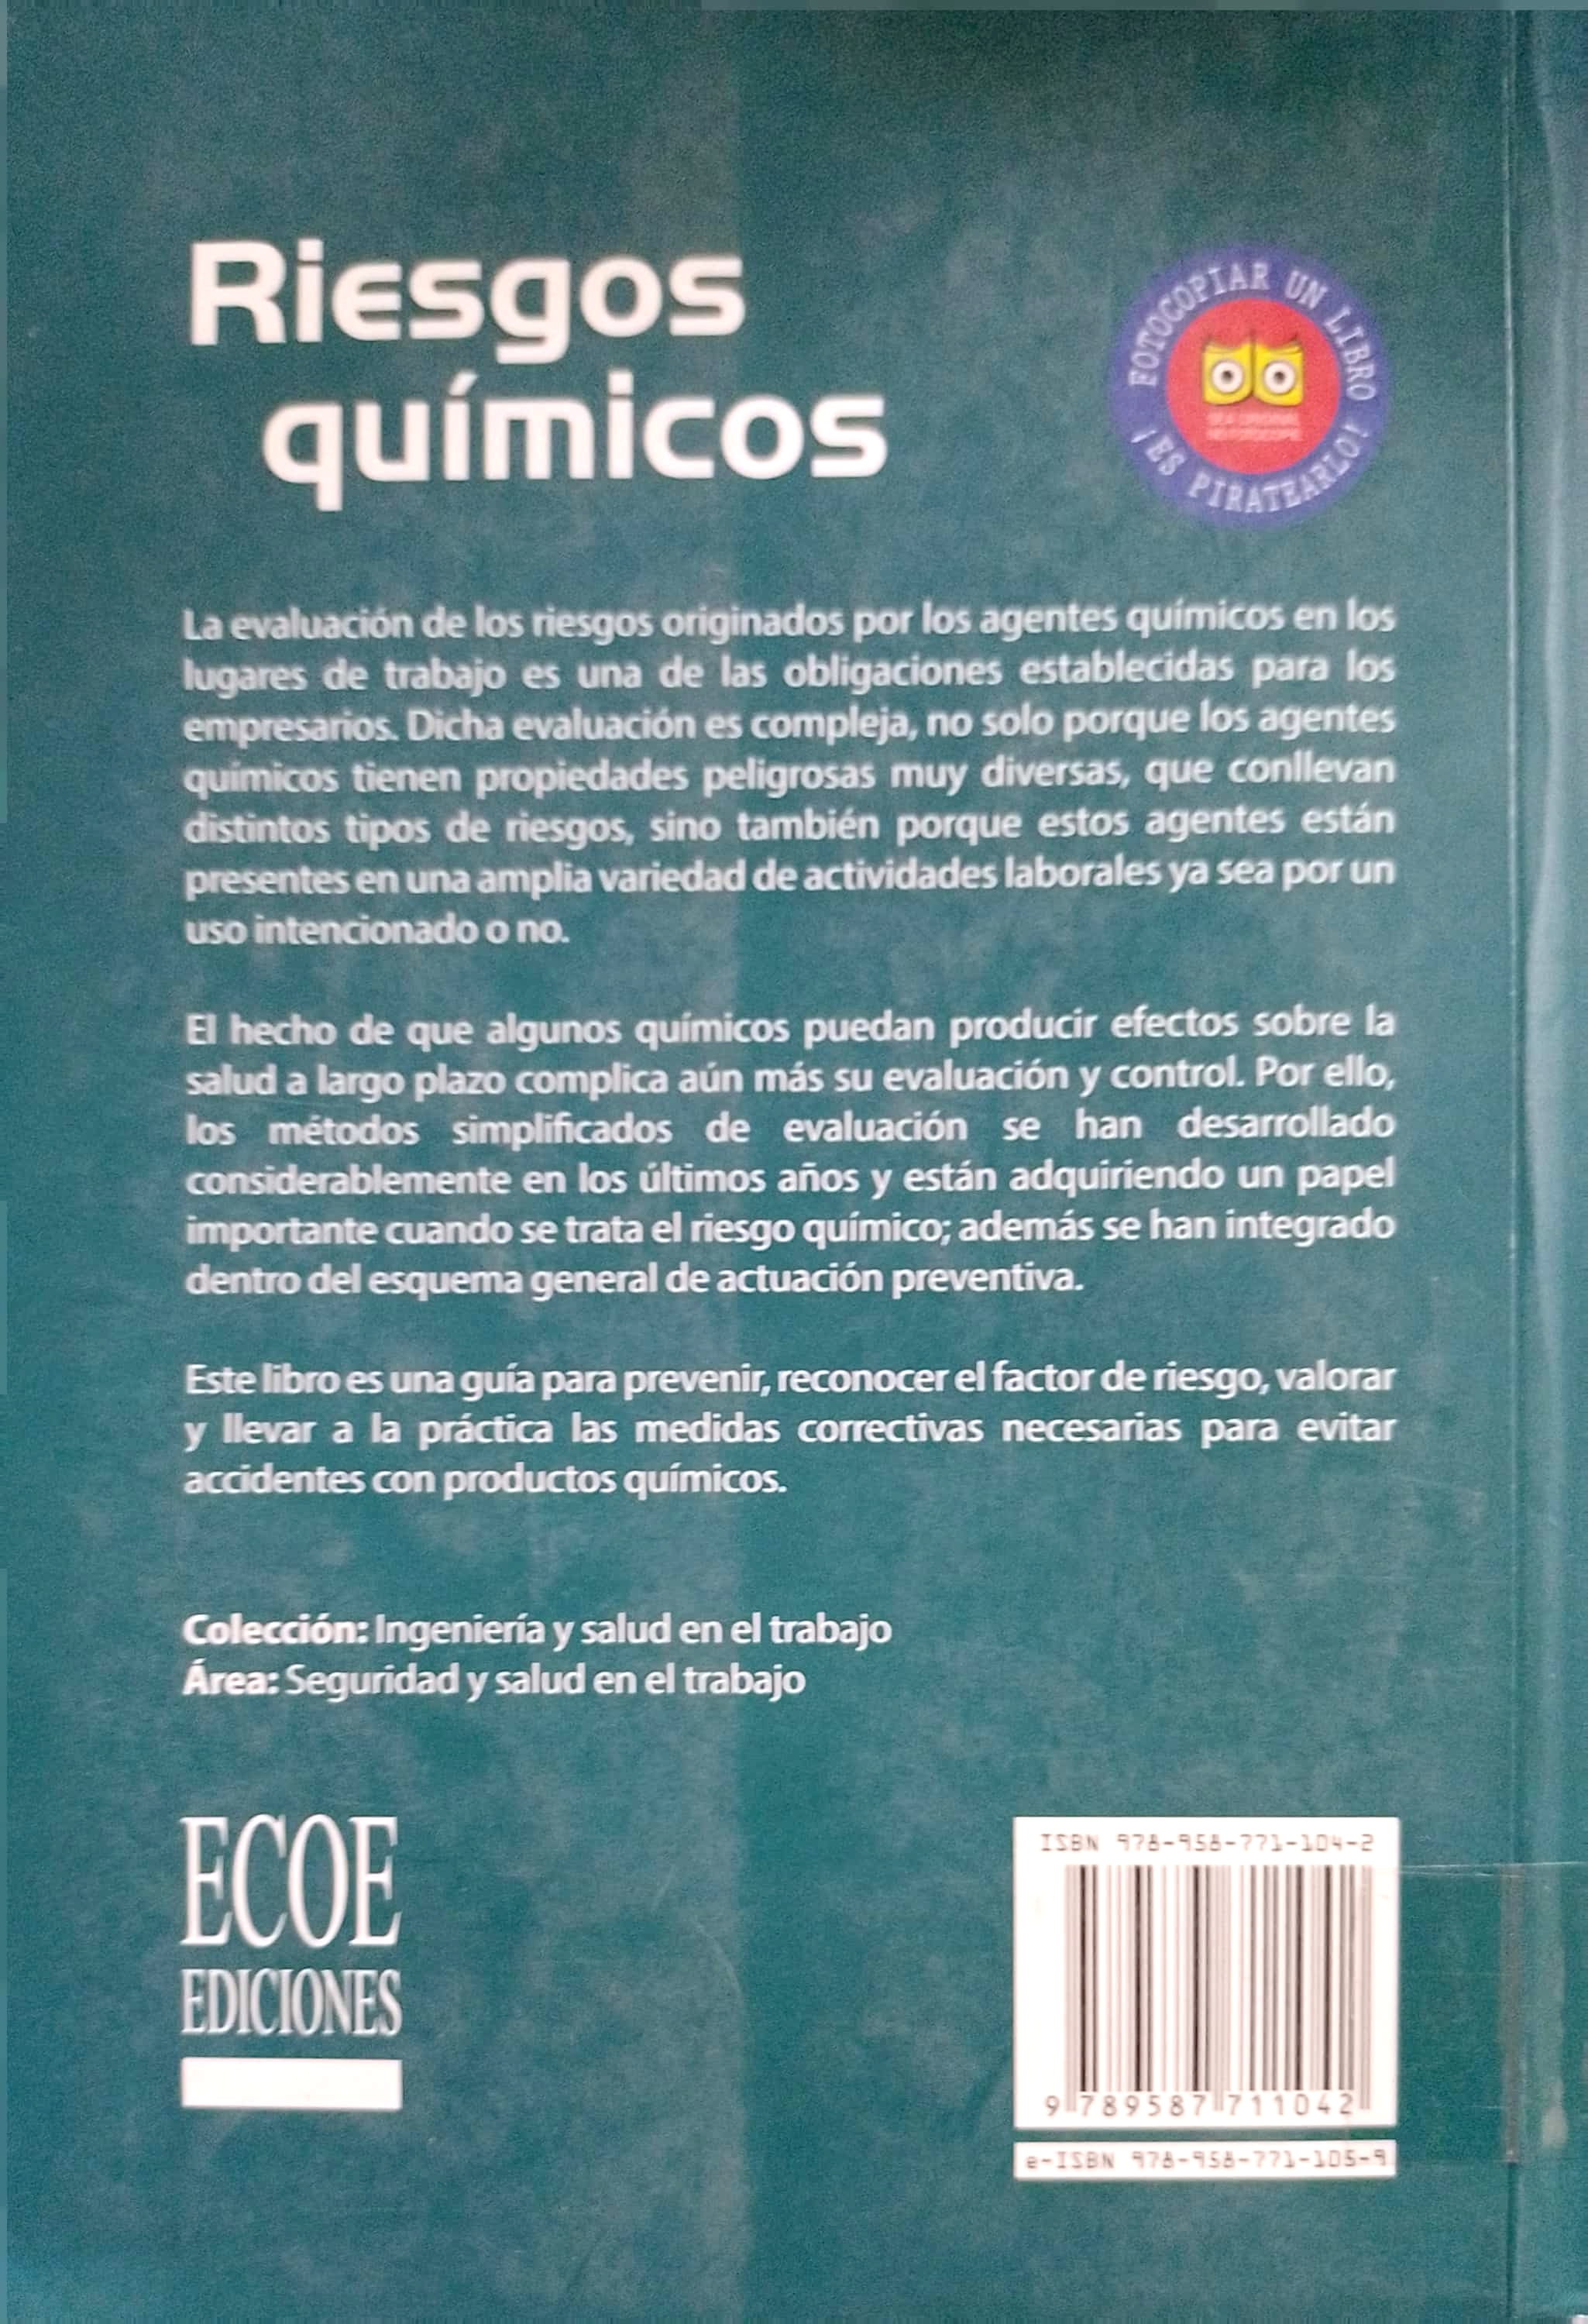 Riesgos
químicos
FOTOCOPIAR UN LIBRO
¡ES PIRATEARLO!
La evaluación de los riesgos originados por los agentes químicos en los
lugares de trabajo es una de las obligaciones establecidas para los
empresarios. Dicha evaluación es compleja, no solo porque los agentes
químicos tienen propiedades peligrosas muy diversas, que conllevan
distintos tipos de riesgos, sino también porque estos agentes están
presentes en una amplia variedad de actividades laborales ya sea por un
uso intencionado o no.
El hecho de que algunos químicos puedan producir efectos sobre la
salud a largo plazo complica aún más su evaluación y control. Por ello,
los métodos simplificados de evaluación se han desarrollado
considerablemente en los últimos años y están adquiriendo un papel
importante cuando se trata el riesgo químico; además se han integrado
dentro del esquema general de actuación preventiva.
Este libro es una guía para prevenir, reconocer el factor de riesgo, valorar
y llevar a la práctica las medidas correctivas necesarias para evitar
accidentes con productos químicos.
Colección: Ingeniería y salud en el trabajo
Área: Seguridad y salud en el trabajo
ECOE
EDICIONES
ISBN 978-958-771-104-2
9 789587 711042
e-ISBN 978-958-771-105-9